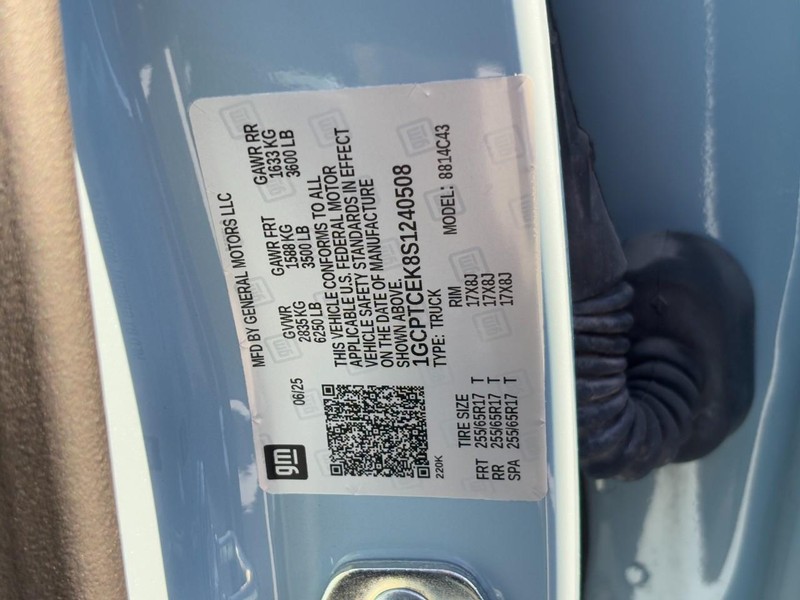 gm
MFD BY GENERAL MOTORS LLC
06/25
GVWR GAWR FRT GAWR RR
2835 KG 1588 KG 1633 KG
6250 LB 3500 LB 3600 LB
THIS VEHICLE CONFORMS TO ALL
APPLICABLE U.S. FEDERAL MOTOR
VEHICLE SAFETY STANDARDS IN EFFECT
ON THE DATE OF MANUFACTURE
SHOWN ABOVE.
1GCPTCEK8S1240508
220K TYPE: TRUCK MODEL: 8814C43
TIRE SIZE RIM
FRT 255/65R17 T 17X8J
RR 255/65R17 T 17X8J
SPA 255/65R17 T 17X8J